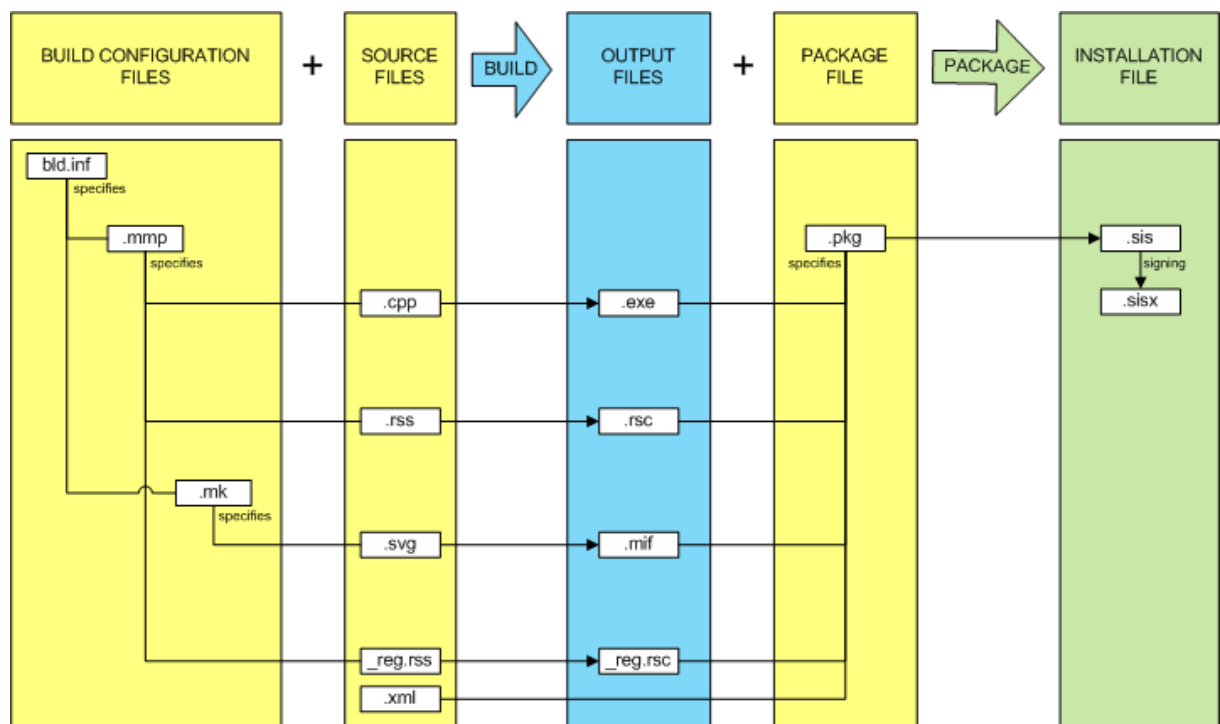 BUILD CONFIGURATION
FILES
+
SOURCE
FILES
BUILD
OUTPUT
FILES
+
PACKAGE
FILE
PACKAGE
INSTALLATION
FILE
bld.inf
specifies
.mmp
specifies
.pkg
specifies
.sis
signing
.cpp
.exe
.sisx
.rss
.rsc
.mk
specifies
.svg
.mif
_reg.rss
_reg.rsc
.xml